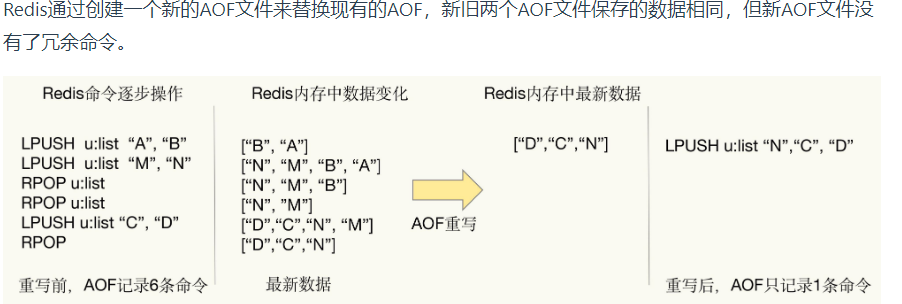 Redis通过创建一个新的AOF文件来替换现有的AOF，新旧两个AOF文件保存的数据相同，但新AOF文件没
有了冗余命令。
Redis命令逐步操作
LPUSH u:list “A”, “B”
LPUSH u:list “M”, “N”
RPOP u:list
RPOP u:list
LPUSH u:list “C”, “D”
RPOP
重写前，AOF记录6条命令
Redis内存中数据变化
[“B”, “A”]
[“N”, “M”, “B”, “A”]
[“N”, “M”, “B”]
[“N”, ”M”]
[“D”,“C”,“N”, “M”]
[“D”,“C”,“N”]
最新数据
AOF重写
Redis内存中最新数据
[“D”,“C”,“N”]
LPUSH u:list “N”,“C”, “D”
重写后，AOF只记录1条命令